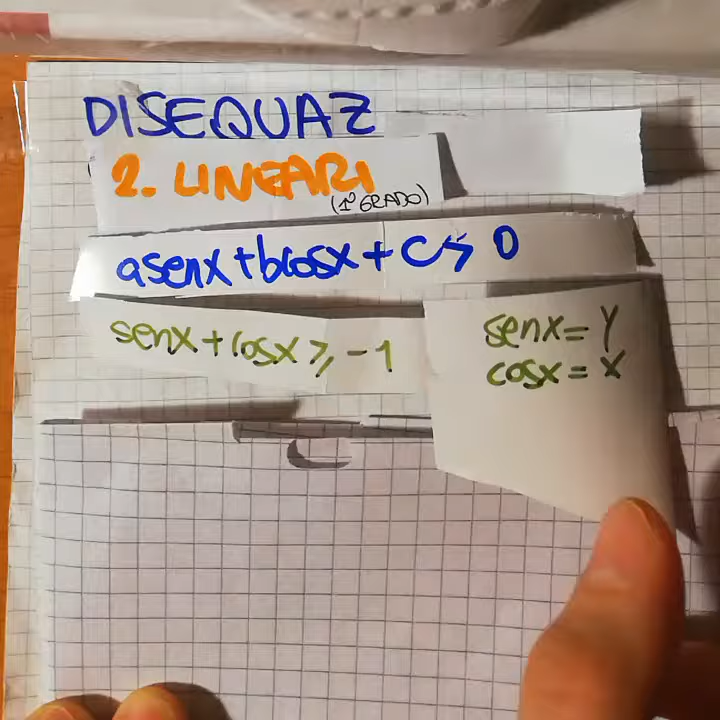 DISEQUAZ
2. LINEARI
(1° GRADO)
asenx+bcosx+c≶0
senx+cosx⩾-1
senx=Y
cosx=X